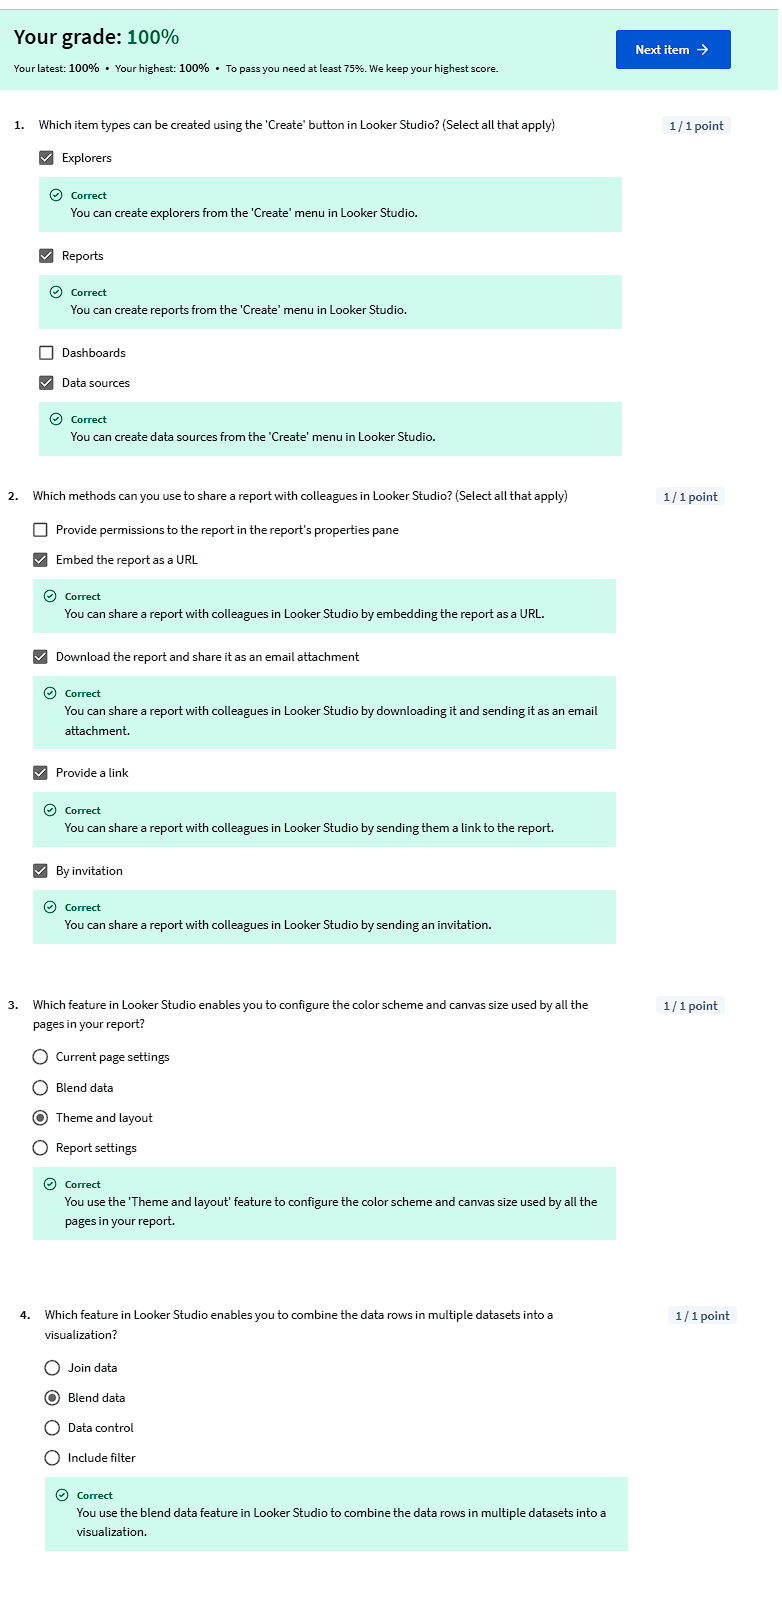 Your grade: 100%
Next item →
Your latest: 100% • Your highest: 100% • To pass you need at least 75%. We keep your highest score.
1. Which item types can be created using the 'Create' button in Looker Studio? (Select all that apply)
1 / 1 point
Explorers
Correct
You can create explorers from the 'Create' menu in Looker Studio.
Reports
Correct
You can create reports from the 'Create' menu in Looker Studio.
Dashboards
Data sources
Correct
You can create data sources from the 'Create' menu in Looker Studio.
2. Which methods can you use to share a report with colleagues in Looker Studio? (Select all that apply)
1 / 1 point
Provide permissions to the report in the report's properties pane
Embed the report as a URL
Correct
You can share a report with colleagues in Looker Studio by embedding the report as a URL.
Download the report and share it as an email attachment
Correct
You can share a report with colleagues in Looker Studio by downloading it and sending it as an email
attachment.
Provide a link
Correct
You can share a report with colleagues in Looker Studio by sending them a link to the report.
By invitation
Correct
You can share a report with colleagues in Looker Studio by sending an invitation.
3. Which feature in Looker Studio enables you to configure the color scheme and canvas size used by all the
pages in your report?
1 / 1 point
Current page settings
Blend data
Theme and layout
Report settings
Correct
You use the 'Theme and layout' feature to configure the color scheme and canvas size used by all the
pages in your report.
4. Which feature in Looker Studio enables you to combine the data rows in multiple datasets into a
visualization?
1 / 1 point
Join data
Blend data
Data control
Include filter
Correct
You use the blend data feature in Looker Studio to combine the data rows in multiple datasets into a
visualization.